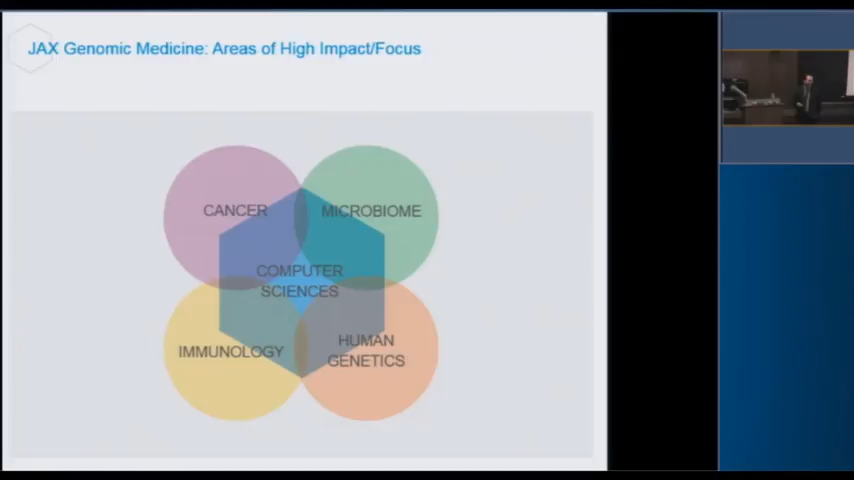 JAX Genomic Medicine: Areas of High Impact/Focus
CANCER
MICROBIOME
COMPUTER
SCIENCES
IMMUNOLOGY
HUMAN
GENETICS